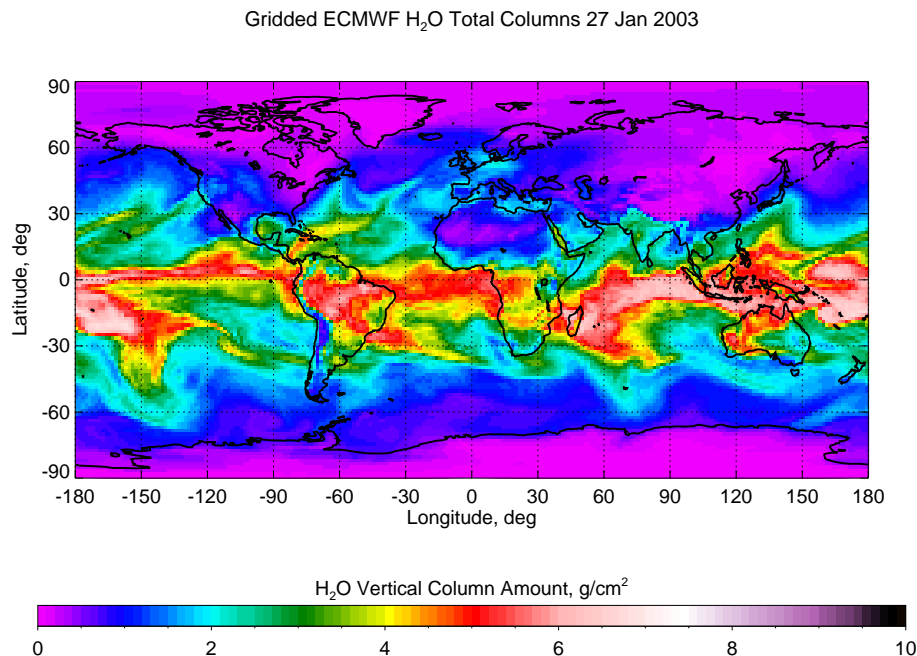 Gridded ECMWF H₂O Total Columns 27 Jan 2003
90
60
30
0
-30
-60
-90
Latitude, deg
-180 -150 -120 -90 -60 -30 0 30 60 90 120 150 180
Longitude, deg
H₂O Vertical Column Amount, g/cm²
0 2 4 6 8 10